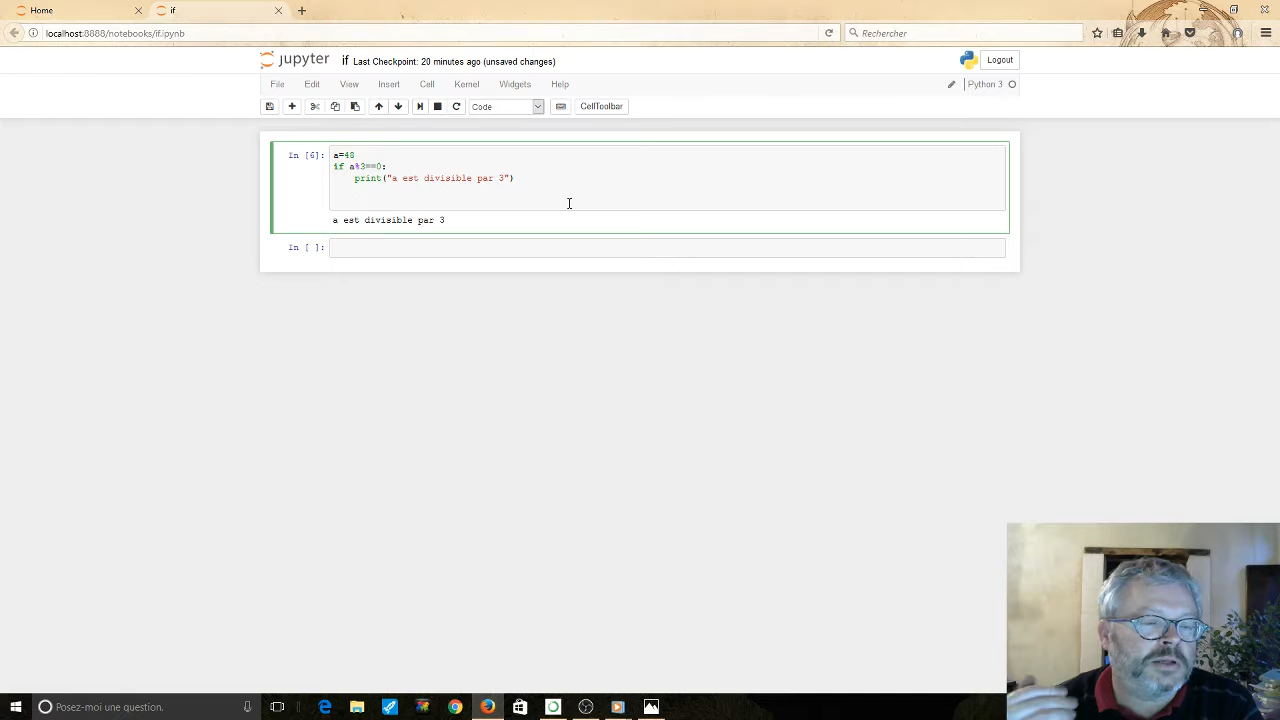 Home
if
localhost:8888/notebooks/if.ipynb
Rechercher
jupyter if Last Checkpoint: 20 minutes ago (unsaved changes)
Logout
File Edit View Insert Cell Kernel Widgets Help
Python 3
Code
CellToolbar
In [6]:
a=48
if a%3==0:
print("a est divisible par 3")
a est divisible par 3
In [ ]:
Posez-moi une question.